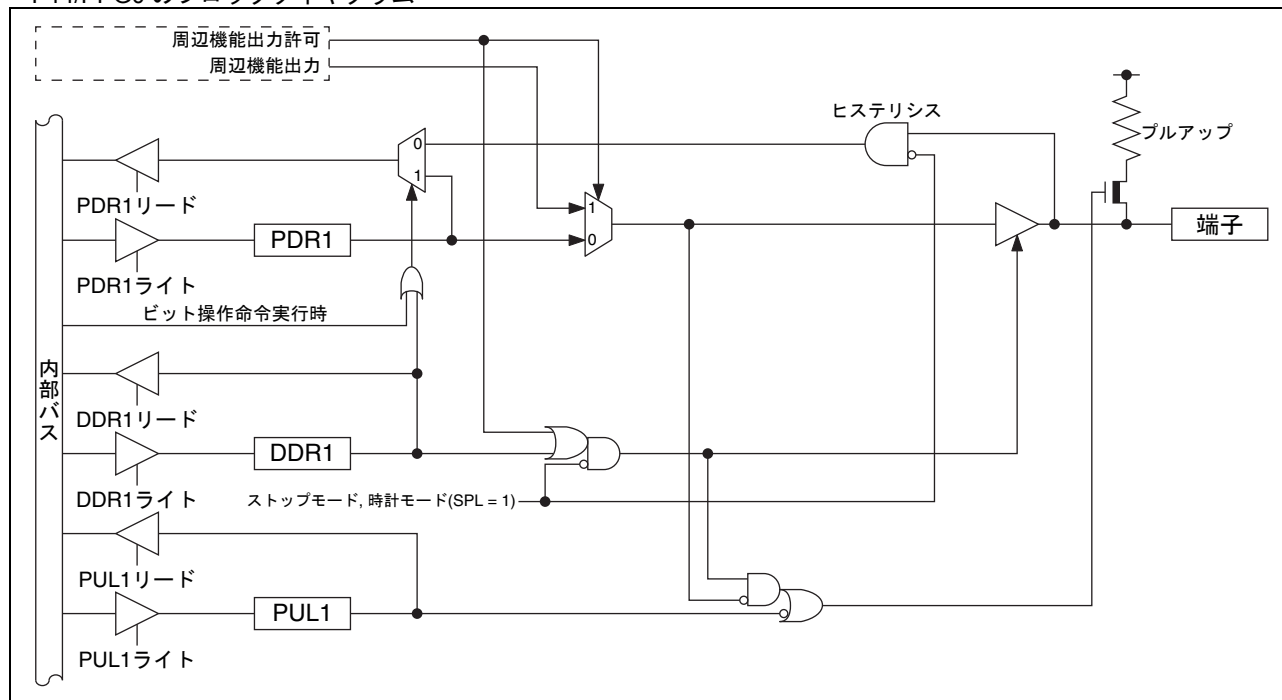 周辺機能出力許可
周辺機能出力
ヒステリシス
プルアップ
0
1
PDR1リード
1
端子
PDR1
0
PDR1ライト
ビット操作命令実行時
内部バス
DDR1リード
DDR1
DDR1ライト
ストップモード, 時計モード(SPL = 1)
PUL1リード
PUL1
PUL1ライト